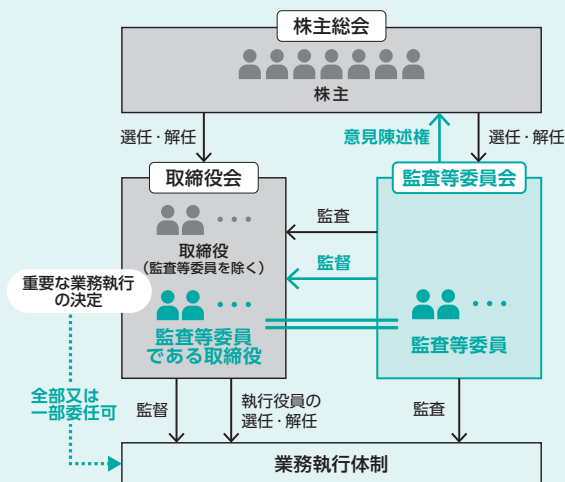 株主総会
株主
選任・解任
意見陳述権
選任・解任
取締役会
監査等委員会
監査
取締役
（監査等委員を除く）
監督
重要な業務執行
の決定
監査等委員
である取締役
監査等委員
全部又は
一部委任可
監督
執行役員の
選任・解任
監査
業務執行体制